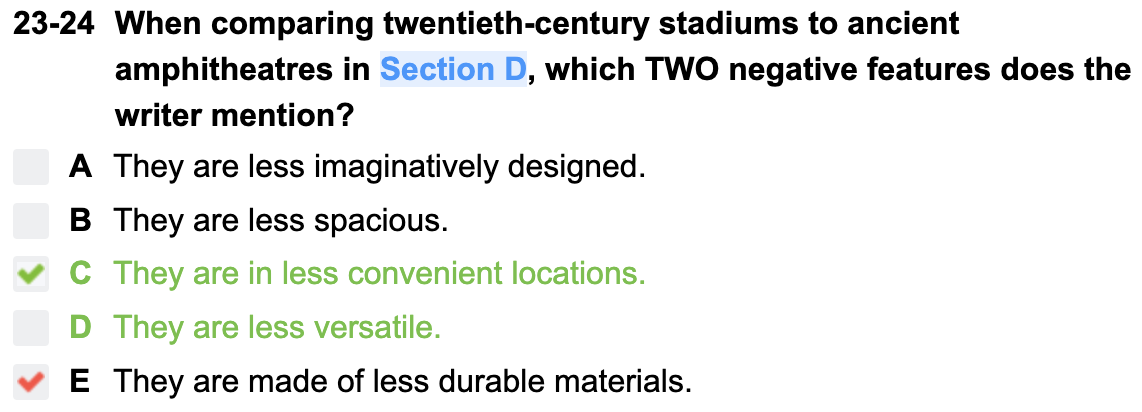 23-24 When comparing twentieth-century stadiums to ancient
amphitheatres in Section D, which TWO negative features does the
writer mention?
A They are less imaginatively designed.
B They are less spacious.
C They are in less convenient locations.
D They are less versatile.
E They are made of less durable materials.